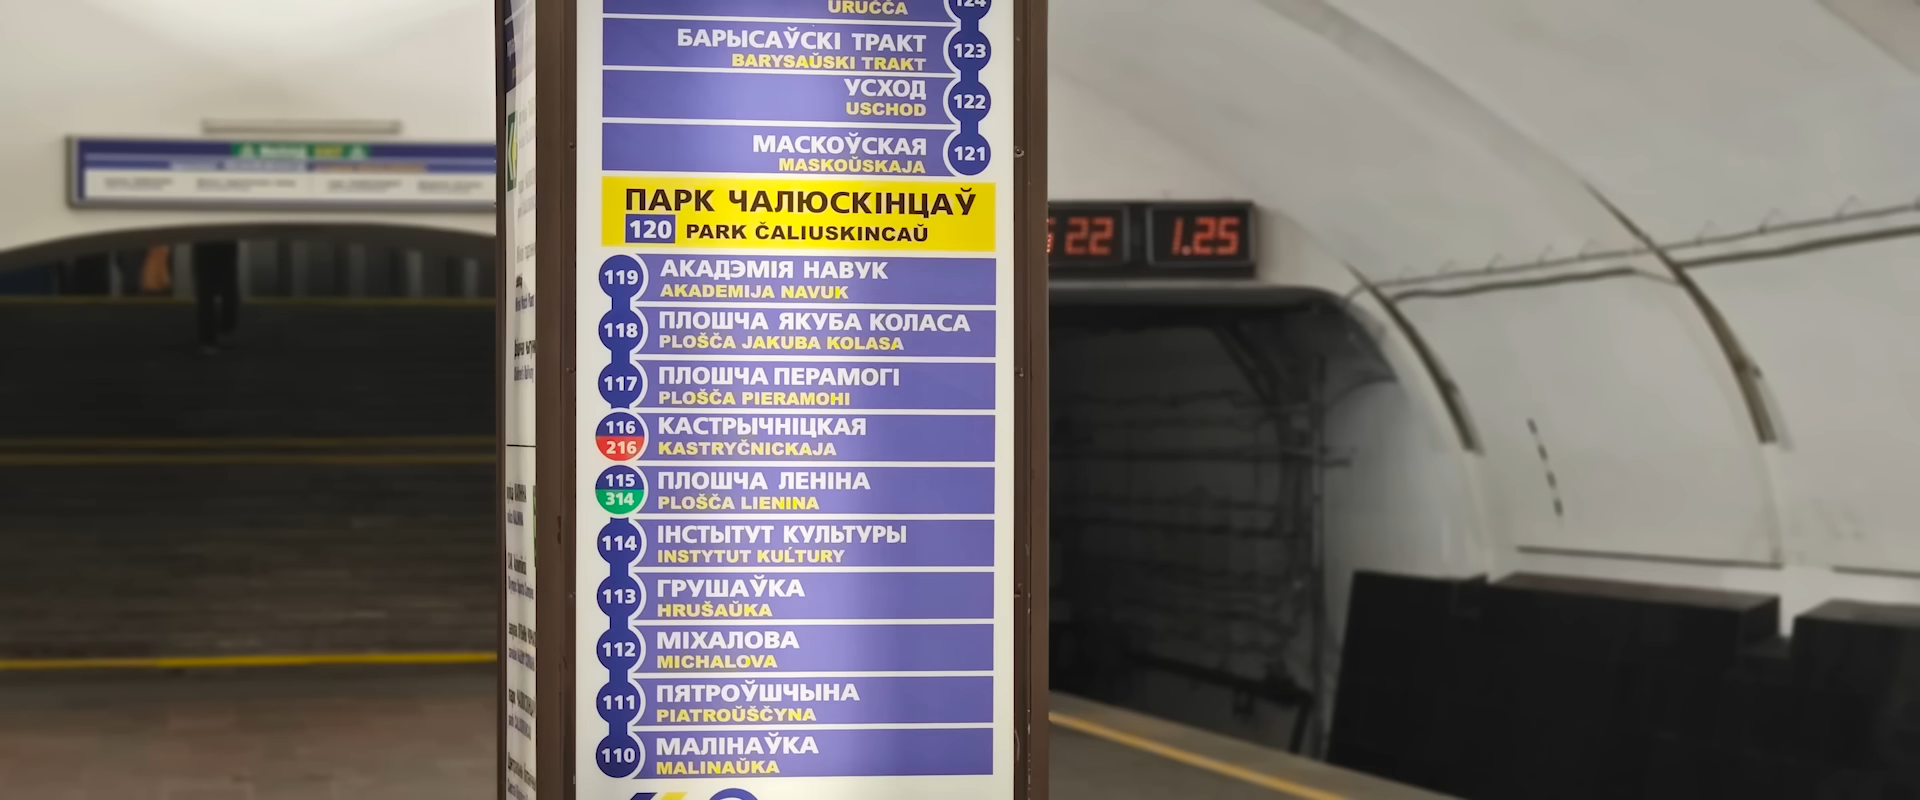 URUČČA
124
БАРЫСАЎСКІ ТРАКТ
BARYSAŬSKI TRAKT
123
УСХОД
USCHOD
122
МАСКОЎСКАЯ
MASKOŬSKAJA
121
ПАРК ЧАЛЮСКІНЦАЎ
120 PARK ČALIUSKINCAŬ
119
АКАДЭМІЯ НАВУК
AKADEMIJA NAVUK
118
ПЛОШЧА ЯКУБА КОЛАСА
PLOŠČA JAKUBA KOLASA
117
ПЛОШЧА ПЕРАМОГІ
PLOŠČA PIERAMOHI
116
216
КАСТРЫЧНІЦКАЯ
KASTRYČNICKAJA
115
314
ПЛОШЧА ЛЕНІНА
PLOŠČA LIENINA
114
ІНСТЫТУТ КУЛЬТУРЫ
INSTYTUT KUĹTURY
113
ГРУШАЎКА
HRUŠAŬKA
112
МІХАЛОВА
MICHALOVA
111
ПЯТРОЎШЧЫНА
PIATROŬŠČYNA
110
МАЛІНАЎКА
MALINAŬKA
22 1.25